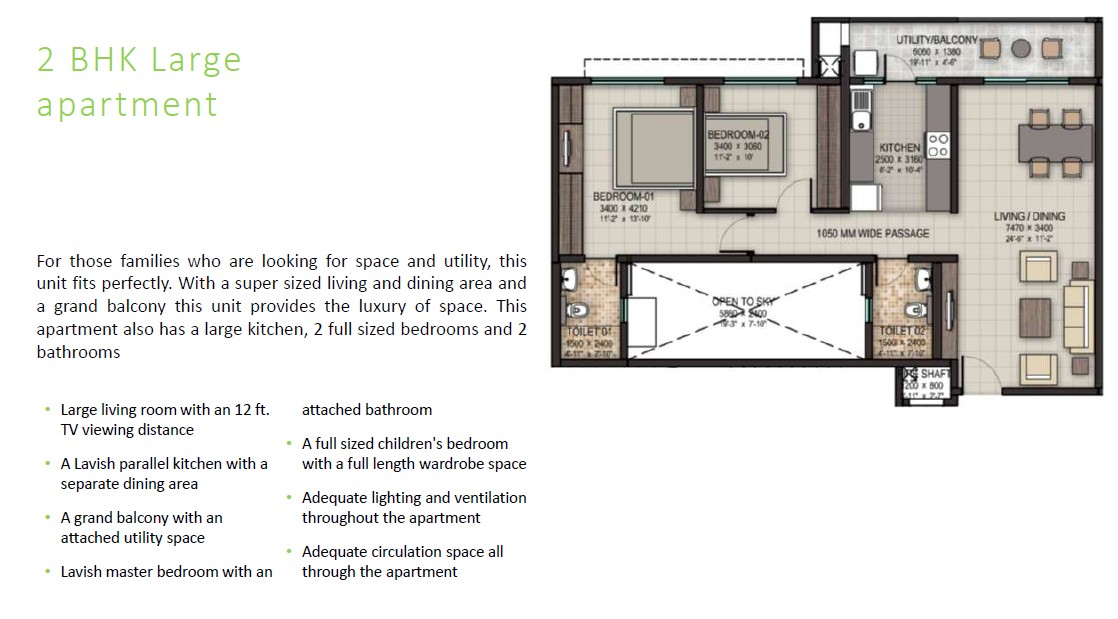 2 BHK Large
apartment
For those families who are looking for space and utility, this
unit fits perfectly. With a super sized living and dining area and
a grand balcony this unit provides the luxury of space. This
apartment also has a large kitchen, 2 full sized bedrooms and 2
bathrooms
• Large living room with an 12 ft.
TV viewing distance
• A Lavish parallel kitchen with a
separate dining area
• A grand balcony with an
attached utility space
• Lavish master bedroom with an
attached bathroom
• A full sized children's bedroom
with a full length wardrobe space
• Adequate lighting and ventilation
throughout the apartment
• Adequate circulation space all
through the apartment
UTILITY/BALCONY
6060 X 1380
19'-11" x 4'-6"
BEDROOM-02
3400 X 3060
11'-2" x 10'
KITCHEN
2500 X 3160
8'-2" x 10'-4"
BEDROOM-01
3400 X 4210
11'-2" x 13'-10"
LIVING / DINING
7470 X 3400
24'-6" x 11'-2"
1050 MM WIDE PASSAGE
OPEN TO SKY
5860 X 2400
19'-3" x 7'-10"
TOILET 01
1500 X 2400
4'-11" x 7'-10"
TOILET 02
1500 X 2400
4'-11" x 7'-10"
SHAFT
200 X 800